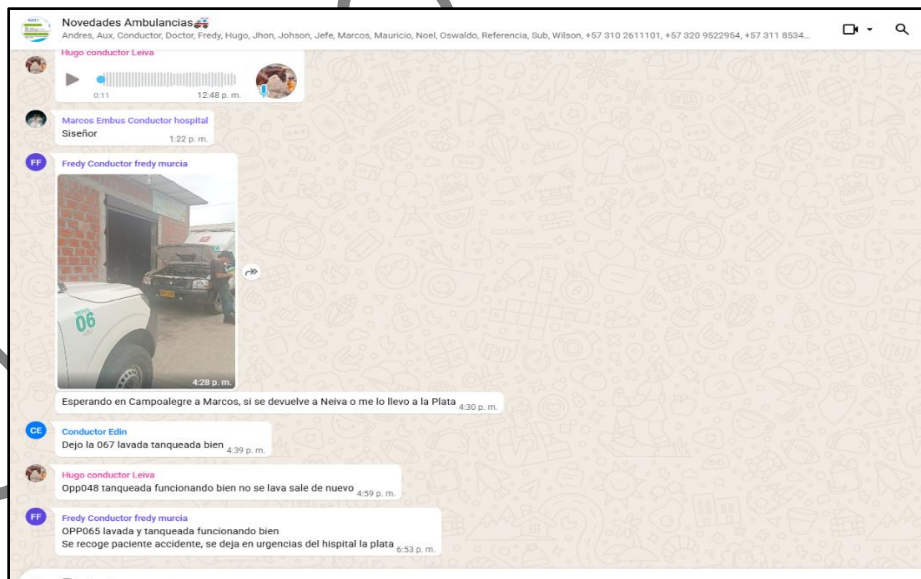 Novedades Ambulancias🚑
Andres, Aux, Conductor, Doctor, Fredy, Hugo, Jhon, Johson, Jefe, Marcos, Mauricio, Noel, Oswaldo, Referencia, Sub, Wilson, +57 310 2611101, +57 320 9522954, +57 311 8534...
Hugo conductor Leiva
0:11 12:48 p. m.
Marcos Embus Conductor hospital
Siseñor
1:22 p. m.
FF
Fredy Conductor fredy murcia
06
4:28 p. m.
Esperando en Campoalegre a Marcos, si se devuelve a Neiva o me lo llevo a la Plata 4:30 p. m.
CE
Conductor Edin
Dejo la 067 lavada tanqueada bien 4:39 p. m.
Hugo conductor Leiva
Opp048 tanqueada funcionando bien no se lava sale de nuevo 4:59 p. m.
FF
Fredy Conductor fredy murcia
OPP065 lavada y tanqueada funcionando bien
Se recoge paciente accidente, se deja en urgencias del hispital la plata 6:53 p. m.